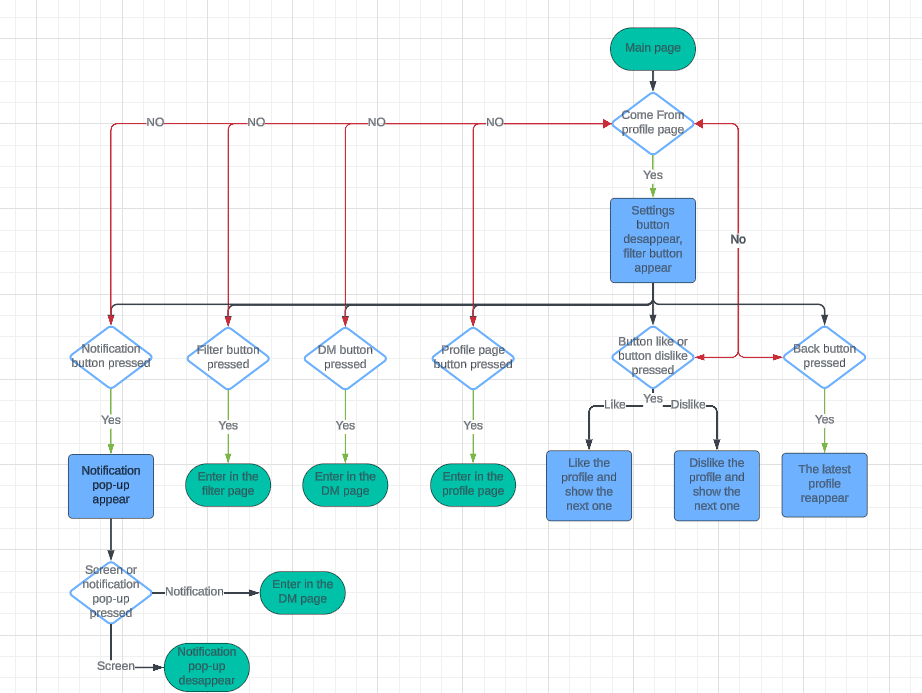 Main page
Come From
profile page
NO
NO
NO
NO
Yes
Settings
button
desappear,
filter button
appear
No
Notification
button pressed
Filter button
pressed
DM button
pressed
Profile page
button pressed
Button like or
button dislike
pressed
Back button
pressed
Yes
Yes
Yes
Yes
Yes
Like
Dislike
Yes
Notification
pop-up
appear
Enter in the
filter page
Enter in the
DM page
Enter in the
profile page
Like the
profile and
show the
next one
Dislike the
profile and
show the
next one
The latest
profile
reappear
Screen or
notification
pop-up
pressed
Notification
Enter in the
DM page
Screen
Notification
pop-up
desappear